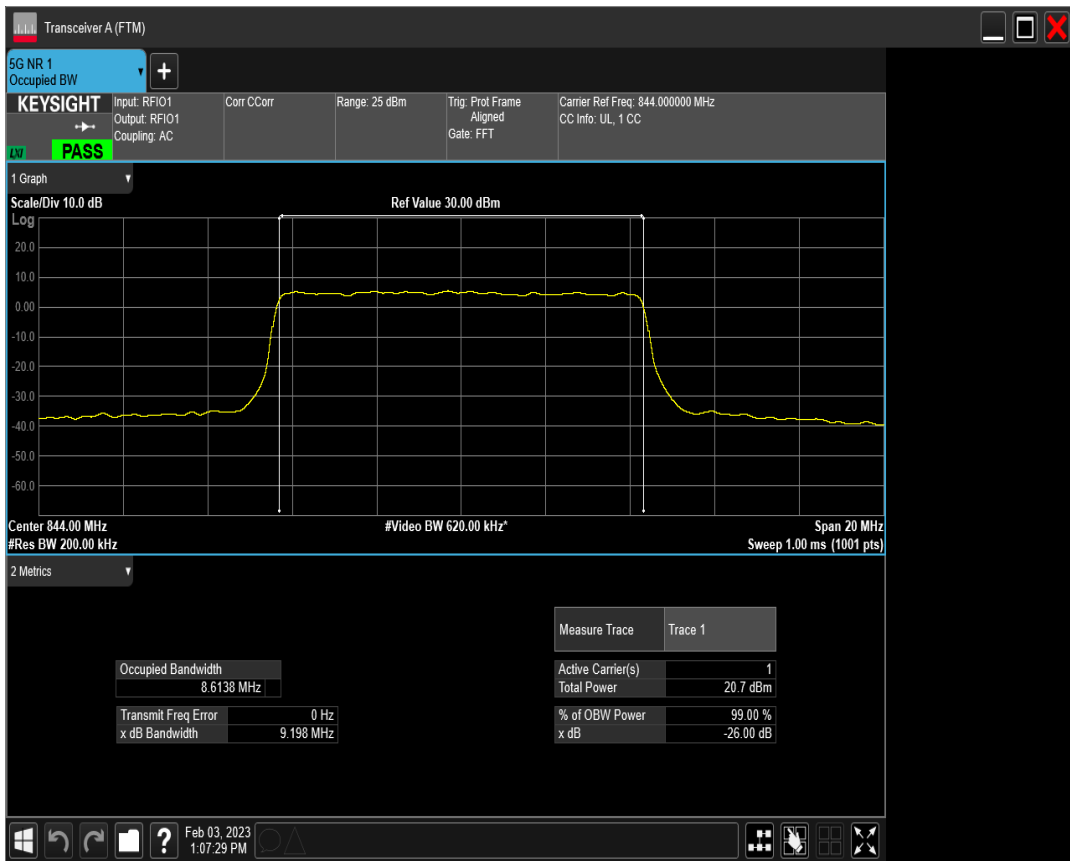 Transceiver A (FTM)
5G NR 1
Occupied BW
+
KEYSIGHT
LXI
PASS
Input: RFIO1
Output: RFIO1
Coupling: AC
Corr CCorr
Range: 25 dBm
Trig: Prot Frame
Aligned
Gate: FFT
Carrier Ref Freq: 844.000000 MHz
CC Info: UL, 1 CC
1 Graph
Scale/Div 10.0 dB
Ref Value 30.00 dBm
Log
20.0
10.0
0.00
-10.0
-20.0
-30.0
-40.0
-50.0
-60.0
Center 844.00 MHz
#Video BW 620.00 kHz*
Span 20 MHz
#Res BW 200.00 kHz
Sweep 1.00 ms (1001 pts)
2 Metrics
Measure Trace Trace 1
Occupied Bandwidth
8.6138 MHz
Active Carrier(s) 1
Total Power 20.7 dBm
Transmit Freq Error 0 Hz
x dB Bandwidth 9.198 MHz
% of OBW Power 99.00 %
x dB -26.00 dB
?
Feb 03, 2023
1:07:29 PM